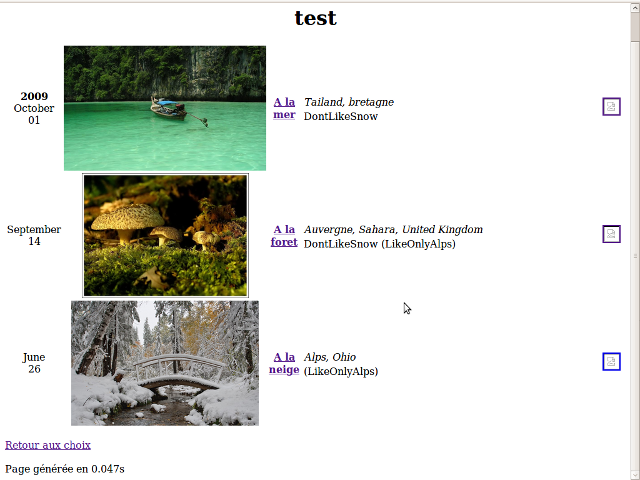 test
2009
October
01
A la
mer
Tailand, bretagne
DontLikeSnow
September
14
A la
foret
Auvergne, Sahara, United Kingdom
DontLikeSnow (LikeOnlyAlps)
June
26
A la
neige
Alps, Ohio
(LikeOnlyAlps)
Retour aux choix
Page générée en 0.047s